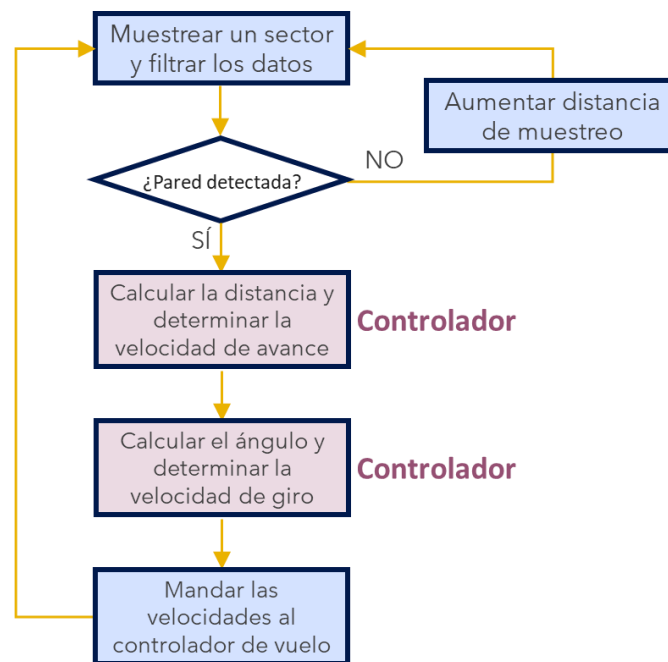 Muestrear un sector
y filtrar los datos
Aumentar distancia
de muestreo
¿Pared detectada?
NO
SÍ
Calcular la distancia y
determinar la
velocidad de avance
Controlador
Calcular el ángulo y
determinar la
velocidad de giro
Controlador
Mandar las
velocidades al
controlador de vuelo